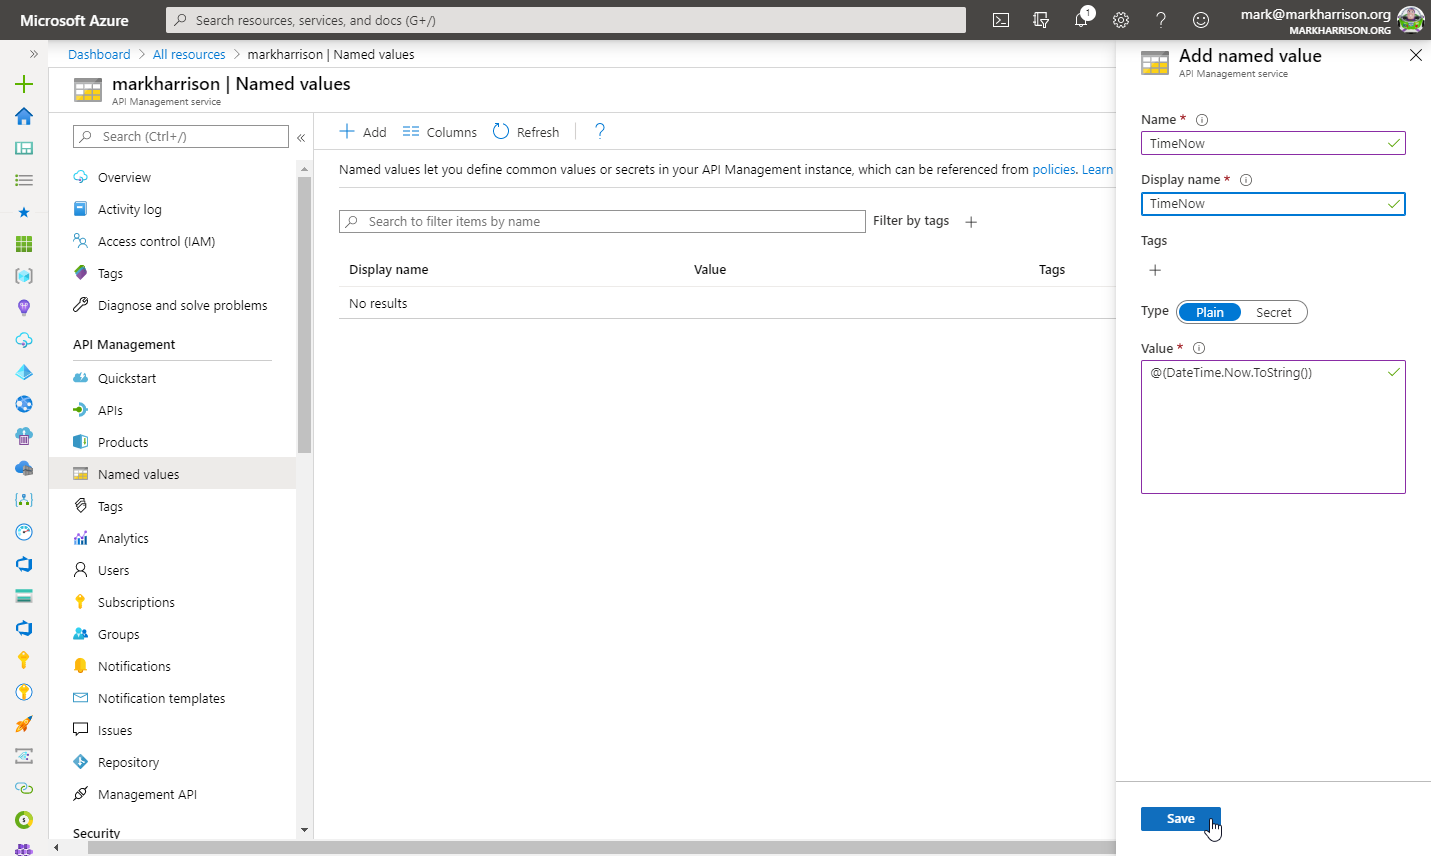 Microsoft Azure
Search resources, services, and docs (G+/)
1
mark@markharrison.org
MARKHARRISON.ORG
Dashboard > All resources > markharrison | Named values
markharrison | Named values
API Management service
Search (Ctrl+/)
Overview
Activity log
Access control (IAM)
Tags
Diagnose and solve problems
API Management
Quickstart
APIs
Products
Named values
Tags
Analytics
Users
Subscriptions
Groups
Notifications
Notification templates
Issues
Repository
Management API
Security
Add
Columns
Refresh
?
Named values let you define common values or secrets in your API Management instance, which can be referenced from policies. Learn
Search to filter items by name
Filter by tags
Display name Value Tags
No results
Add named value
API Management service
Name *
TimeNow
Display name *
TimeNow
Tags
Type Plain Secret
Value *
@(DateTime.Now.ToString())
Save